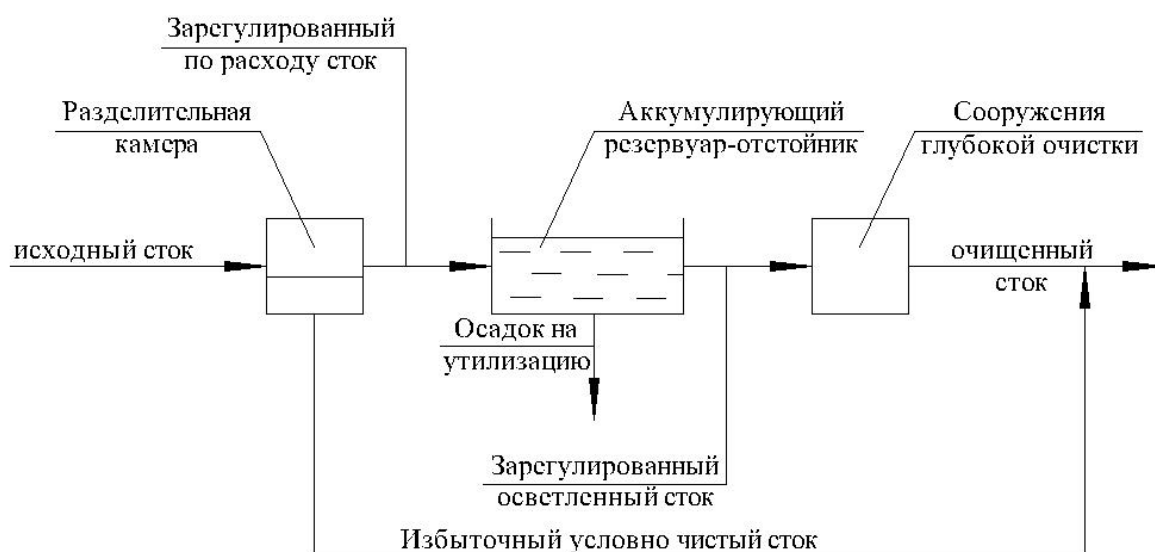 Зарегулированный
по расходу сток
Разделительная
камера
Аккумулирующий
резервуар-отстойник
Сооружения
глубокой очистки
исходный сток
очищенный
сток
Осадок на
утилизацию
Зарегулированный
осветленный сток
Избыточный условно чистый сток